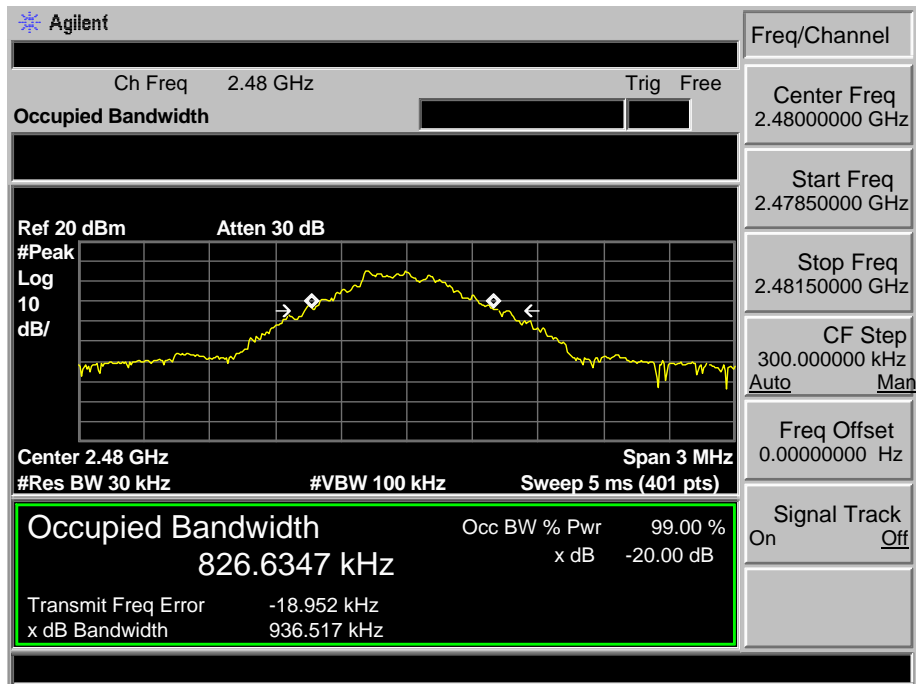 Agilent
Freq/Channel
Ch Freq 2.48 GHz Trig Free
Occupied Bandwidth
Center Freq
2.48000000 GHz
Start Freq
2.47850000 GHz
Stop Freq
2.48150000 GHz
CF Step
300.000000 kHz
Auto Man
Freq Offset
0.00000000 Hz
Signal Track
On Off
Ref 20 dBm Atten 30 dB
#Peak
Log
10
dB/
Center 2.48 GHz Span 3 MHz
#Res BW 30 kHz #VBW 100 kHz Sweep 5 ms (401 pts)
Occupied Bandwidth
826.6347 kHz
Occ BW % Pwr 99.00 %
x dB -20.00 dB
Transmit Freq Error -18.952 kHz
x dB Bandwidth 936.517 kHz